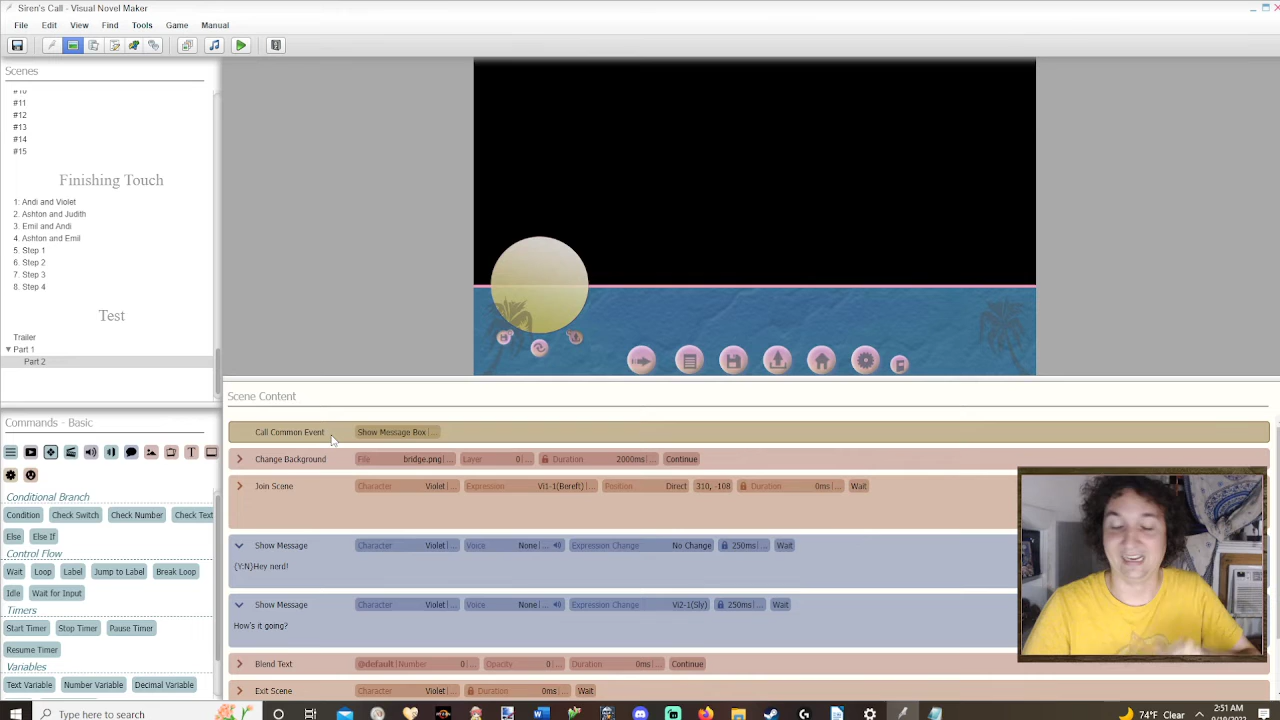 Siren's Call - Visual Novel Maker
File Edit View Find Tools Game Manual
Scenes
#10
#11
#12
#13
#14
#15
Finishing Touch
1. Andi and Violet
2. Ashton and Judith
3. Emil and Andi
4. Ashton and Emil
5. Step 1
6. Step 2
7. Step 3
8. Step 4
Test
Trailer
Part 1
Part 2
Commands - Basic
Conditional Branch
Condition Check Switch Check Number Check Text
Else Else If
Control Flow
Wait Loop Label Jump to Label Break Loop
Idle Wait for Input
Timers
Start Timer Stop Timer Pause Timer
Resume Timer
Variables
Text Variable Number Variable Decimal Variable
Scene Content
Call Common Event Show Message Box ...
Change Background File bridge.png ... Layer 0 ... Duration 2000ms ... Continue
Join Scene Character Violet ... Expression Vi1-1(Bereft) ... Position Direct 310, -108 Duration 0ms ... Wait
Show Message Character Violet ... Voice None ... Expression Change No Change 250ms ... Wait
{Y:N}Hey nerd!
Show Message Character Violet ... Voice None ... Expression Change Vi2-1(Sly) 250ms ... Wait
How's it going?
Blend Text @default Number 0 ... Opacity 0 ... Duration 0ms ... Continue
Exit Scene Character Violet ... Duration 0ms ... Wait
Type here to search
74°F Clear
2:51 AM